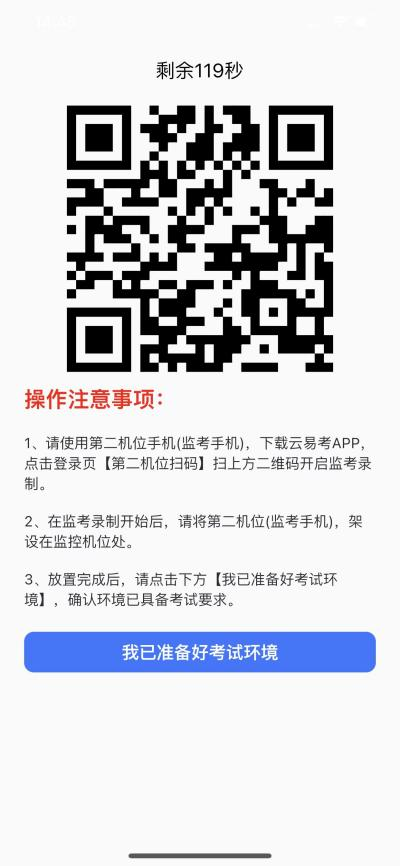 14:48
剩余119秒
操作注意事项：
1、请使用第二机位手机(监考手机)，下载云易考APP，
点击登录页【第二机位扫码】扫上方二维码开启监考录
制。
2、在监考录制开始后，请将第二机位(监考手机)，架
设在监控机位处。
3、放置完成后，请点击下方【我已准备好考试环
境】，确认环境已具备考试要求。
我已准备好考试环境